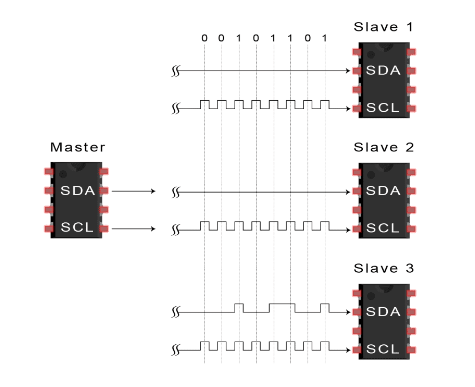 Slave 1
0 0 1 0 1 1 0 1
SDA
SCL
Master
SDA
SCL
Slave 2
SDA
SCL
Slave 3
SDA
SCL